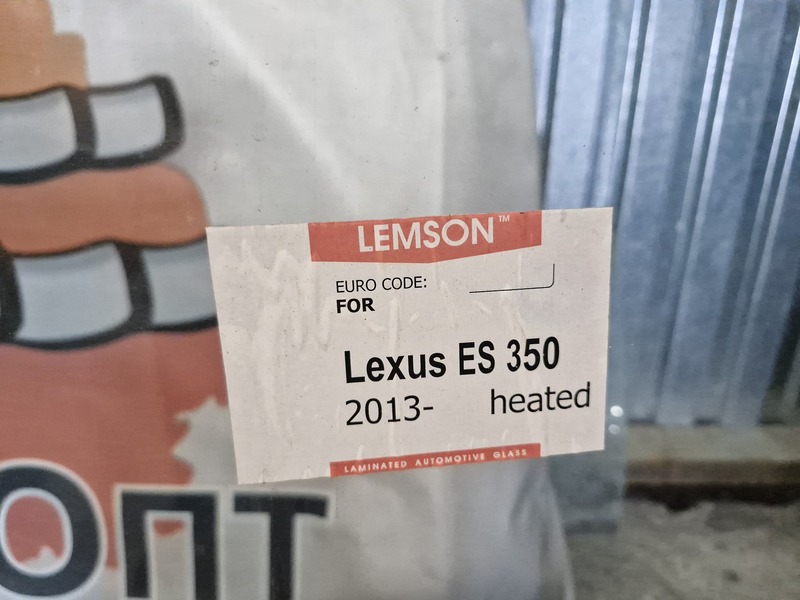 LEMSON™
EURO CODE:
FOR
Lexus ES 350
2013- heated
LAMINATED AUTOMOTIVE GLASS
ОПТ